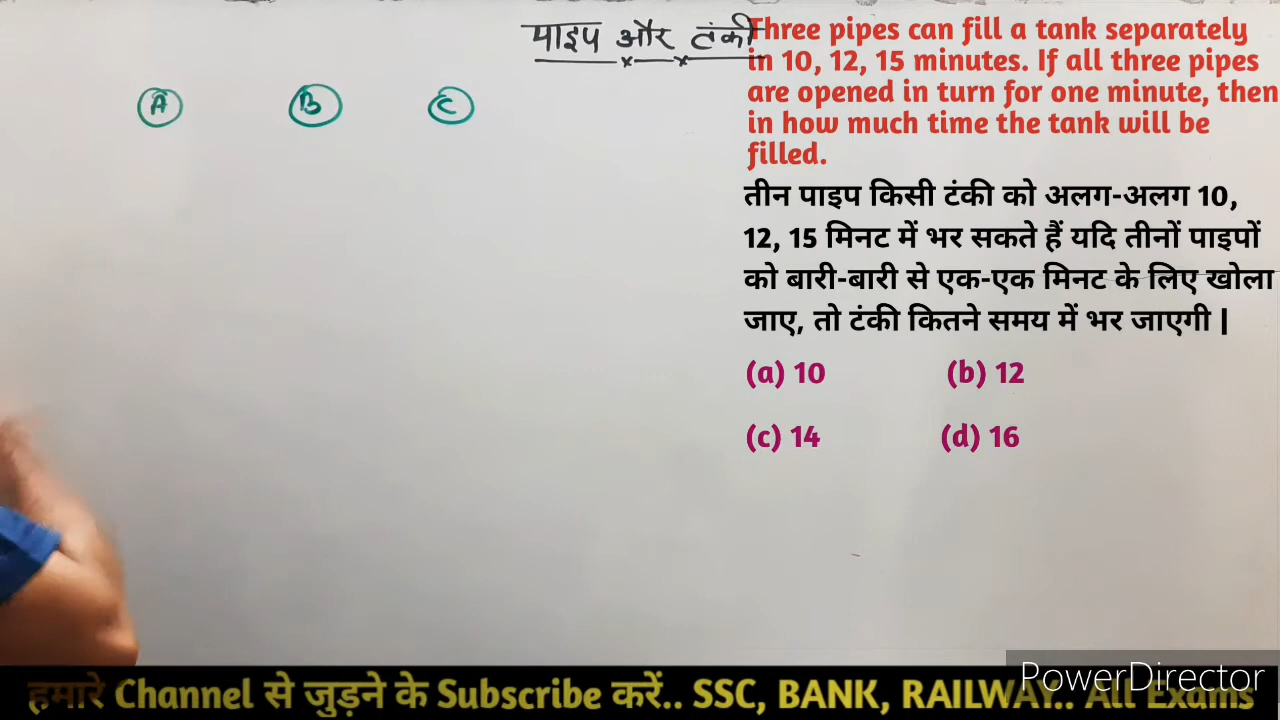 पाइप और टंकी
A B C
Three pipes can fill a tank separately
in 10, 12, 15 minutes. If all three pipes
are opened in turn for one minute, then
in how much time the tank will be
filled.
तीन पाइप किसी टंकी को अलग-अलग 10,
12, 15 मिनट में भर सकते हैं यदि तीनों पाइपों
को बारी-बारी से एक-एक मिनट के लिए खोला
जाए, तो टंकी कितने समय में भर जाएगी |
(a) 10 (b) 12
(c) 14 (d) 16
PowerDirector
हमारे Channel से जुड़ने के Subscribe करें.. SSC, BANK, RAILWAY.. All Exams